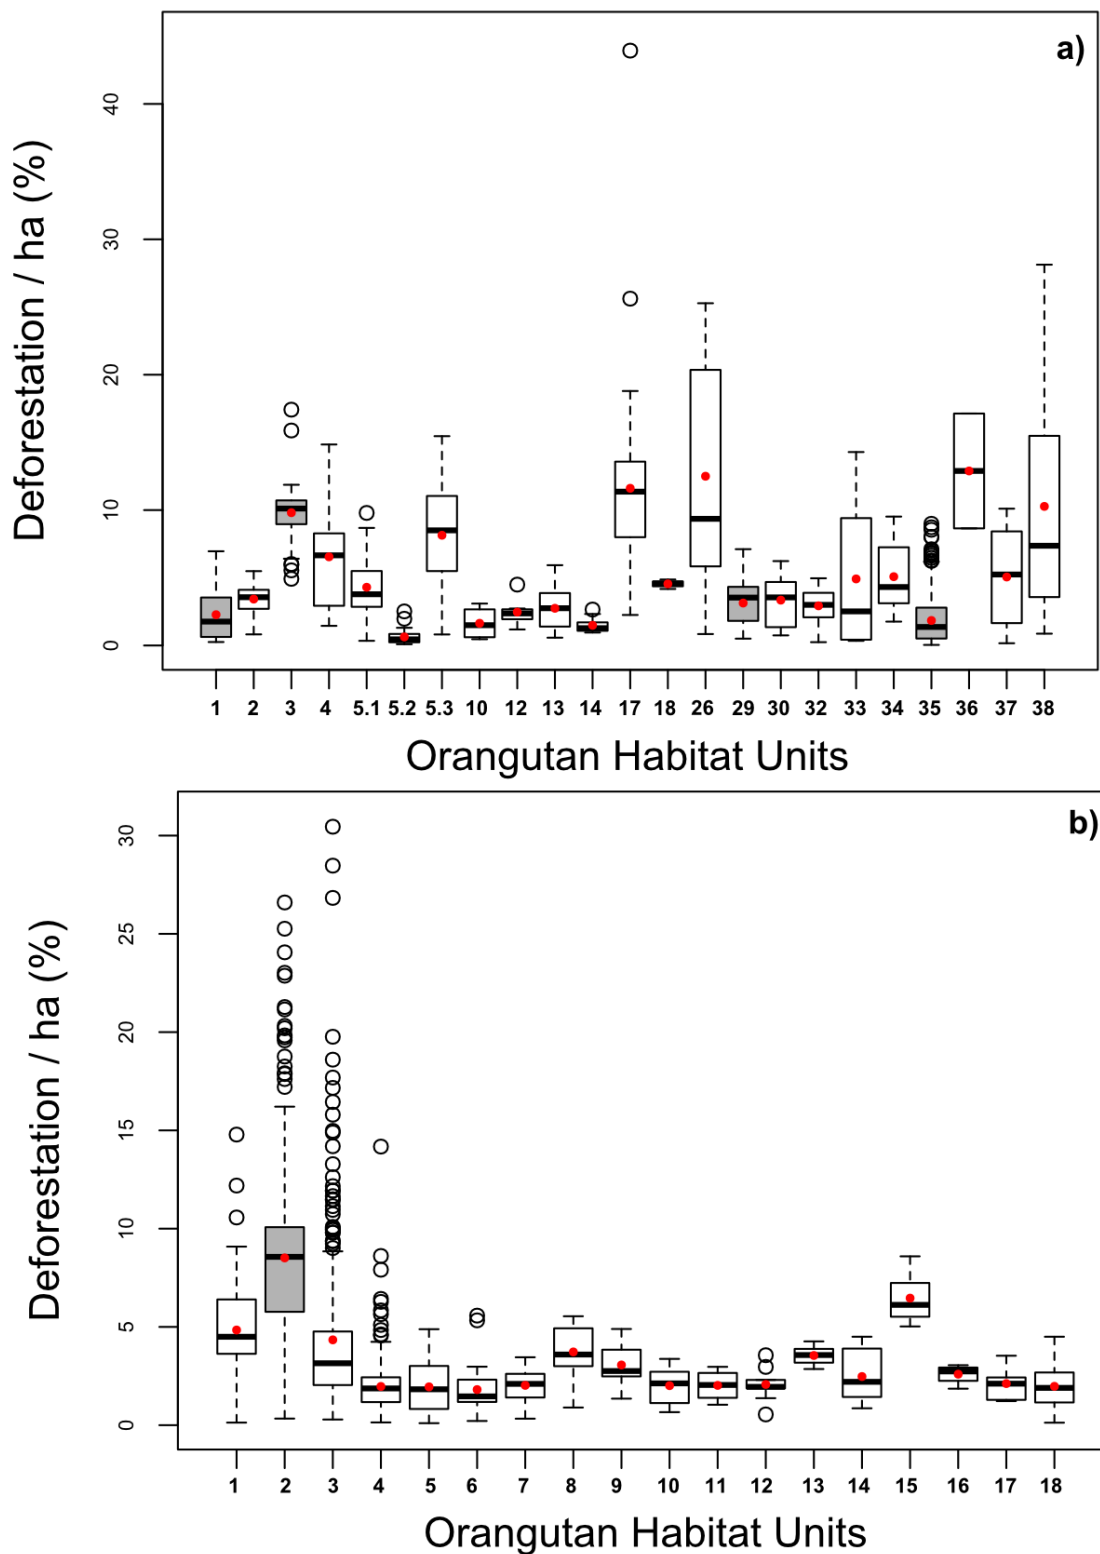 a)
Deforestation / ha (%)
40
30
20
10
0
1 2 3 4 5.1 5.2 5.3 10 12 13 14 17 18 26 29 30 32 33 34 35 36 37 38
Orangutan Habitat Units
b)
Deforestation / ha (%)
30
25
20
15
10
5
0
1 2 3 4 5 6 7 8 9 10 11 12 13 14 15 16 17 18
Orangutan Habitat Units